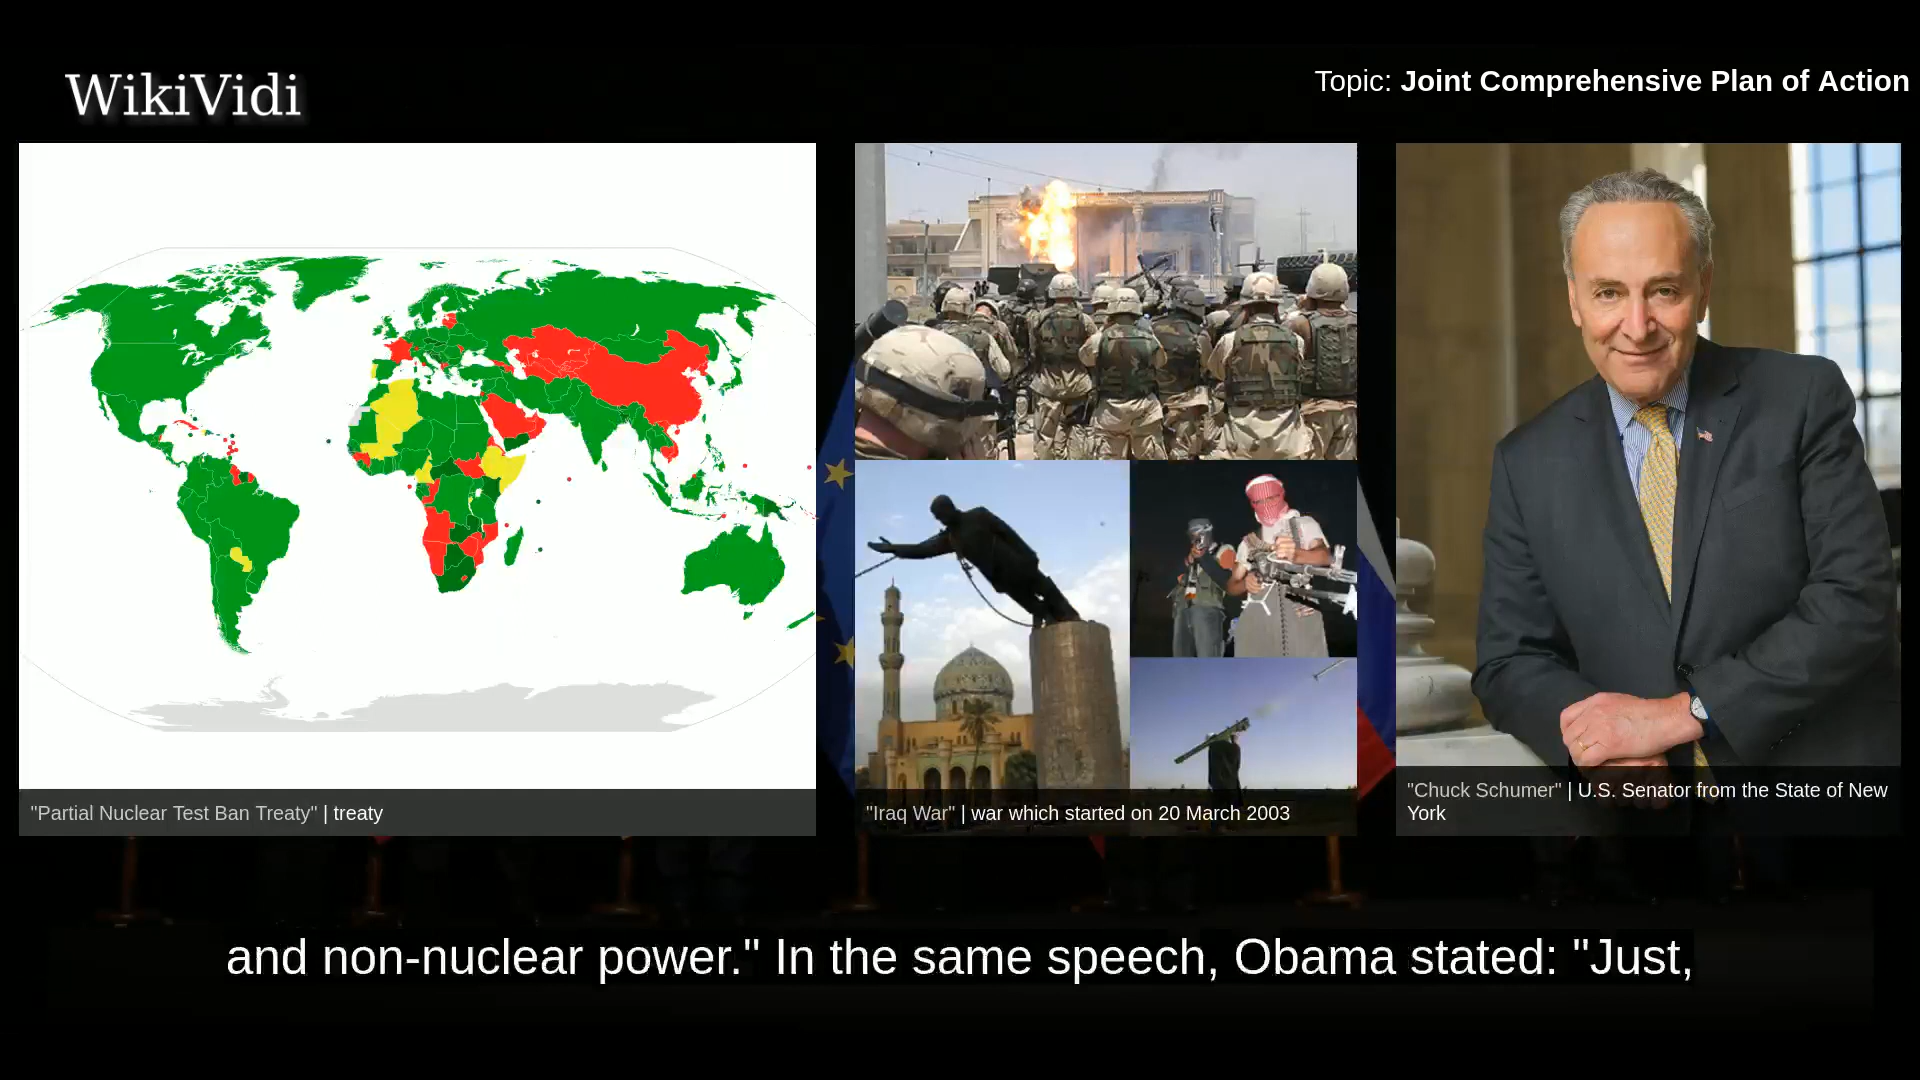 WikiVidi
Topic: Joint Comprehensive Plan of Action
"Partial Nuclear Test Ban Treaty" | treaty
"Iraq War" | war which started on 20 March 2003
"Chuck Schumer" | U.S. Senator from the State of New
York
and non-nuclear power." In the same speech, Obama stated: "Just,